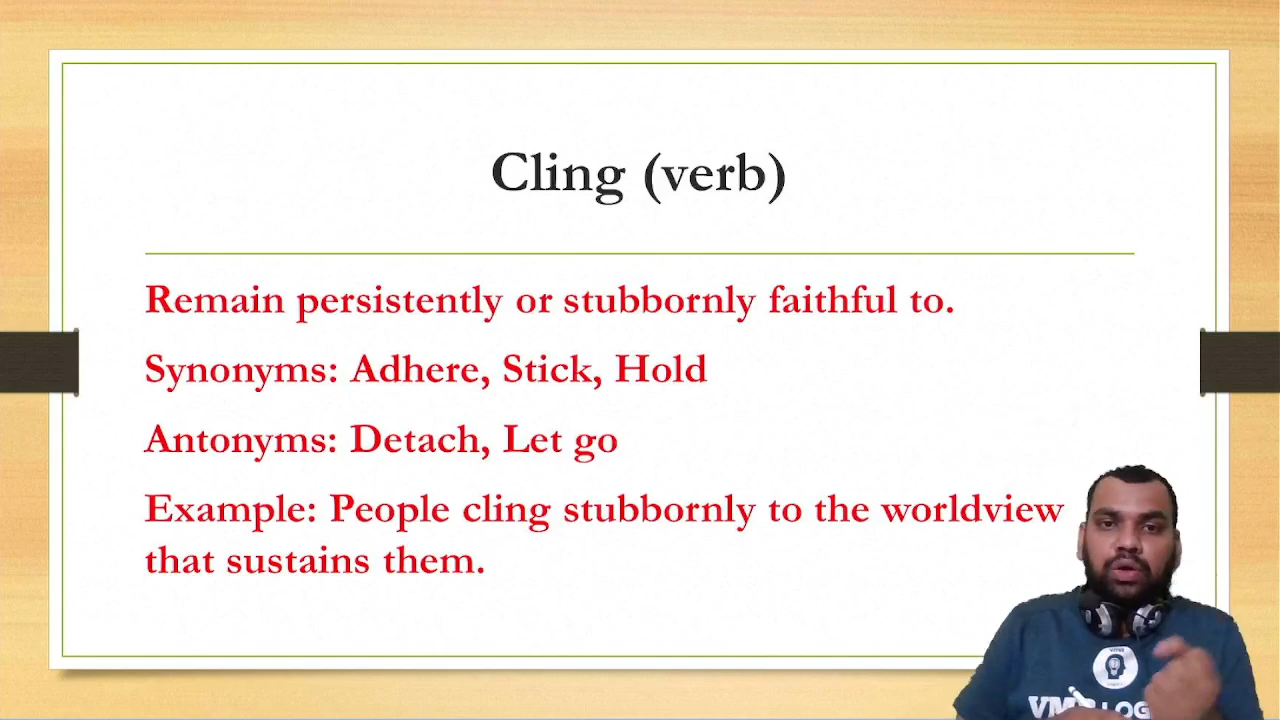 Cling (verb)
Remain persistently or stubbornly faithful to.
Synonyms: Adhere, Stick, Hold
Antonyms: Detach, Let go
Example: People cling stubbornly to the worldview
that sustains them.